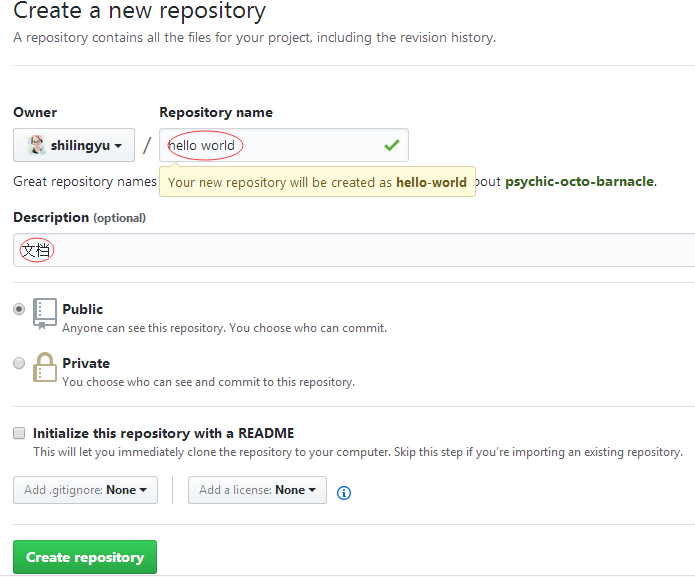 Create a new repository
A repository contains all the files for your project, including the revision history.
Owner
Repository name
shilingyu / hello world
Your new repository will be created as hello-world
Great repository names bout psychic-octo-barnacle.
Description (optional)
文档
Public
Anyone can see this repository. You choose who can commit.
Private
You choose who can see and commit to this repository.
Initialize this repository with a README
This will let you immediately clone the repository to your computer. Skip this step if you're importing an existing repository.
Add .gitignore: None
Add a license: None
Create repository